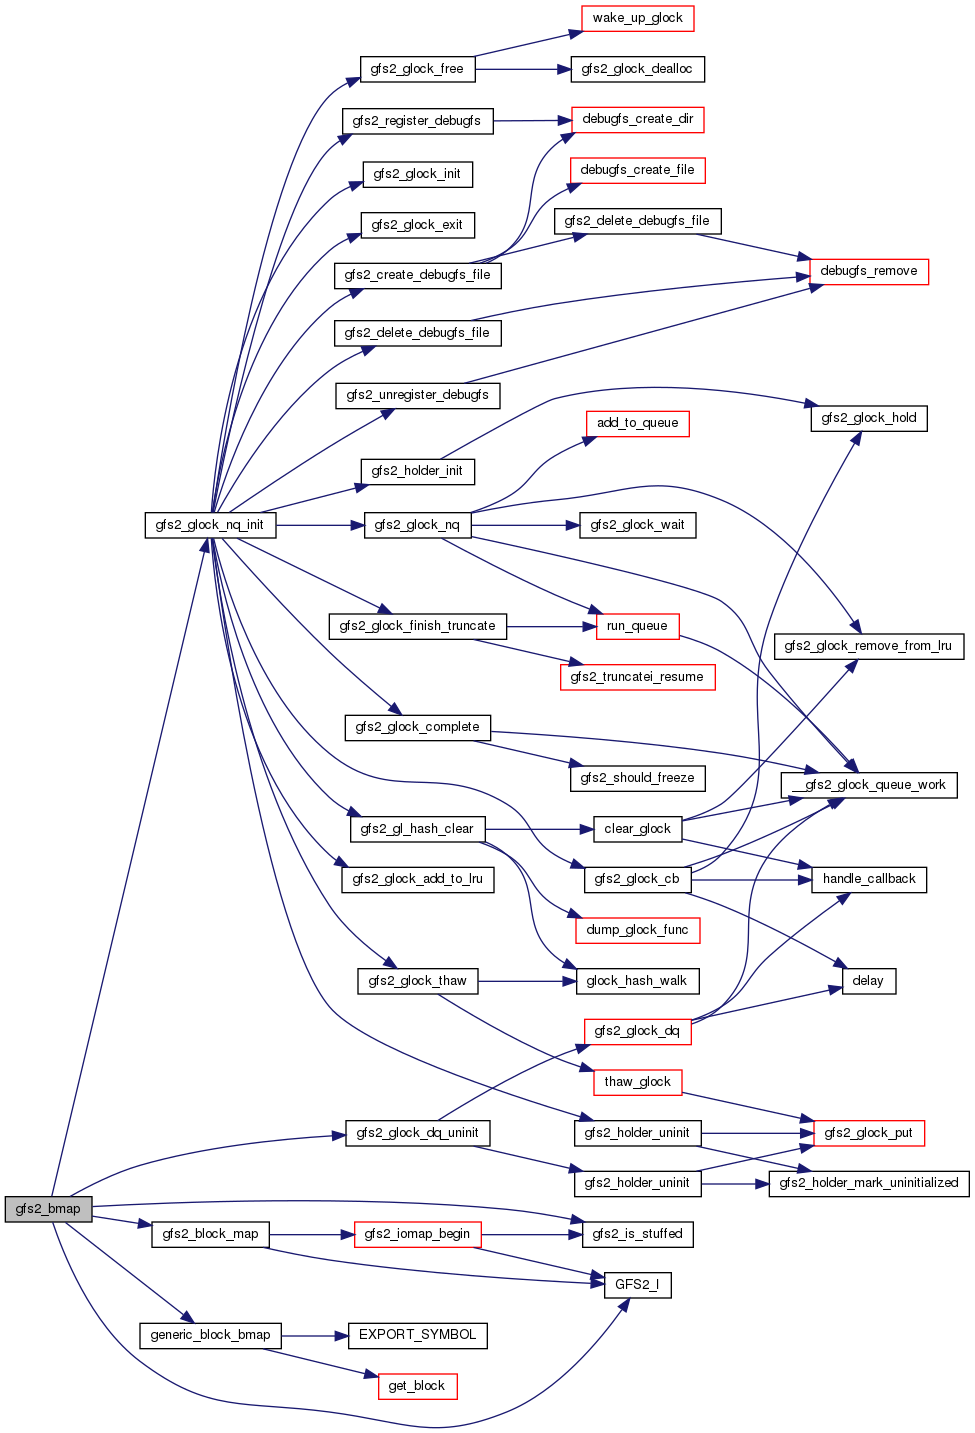 wake_up_glock
gfs2_glock_free
gfs2_glock_dealloc
gfs2_register_debugfs
debugfs_create_dir
gfs2_glock_init
debugfs_create_file
gfs2_glock_exit
gfs2_delete_debugfs_file
gfs2_create_debugfs_file
debugfs_remove
gfs2_delete_debugfs_file
gfs2_unregister_debugfs
add_to_queue
gfs2_glock_hold
gfs2_holder_init
gfs2_glock_nq_init
gfs2_glock_nq
gfs2_glock_wait
gfs2_glock_finish_truncate
run_queue
gfs2_glock_remove_from_lru
gfs2_truncatei_resume
gfs2_glock_complete
gfs2_should_freeze
__gfs2_glock_queue_work
gfs2_gl_hash_clear
clear_glock
gfs2_glock_add_to_lru
gfs2_glock_cb
handle_callback
dump_glock_func
gfs2_glock_thaw
glock_hash_walk
delay
gfs2_glock_dq
thaw_glock
gfs2_glock_dq_uninit
gfs2_holder_uninit
gfs2_glock_put
gfs2_holder_uninit
gfs2_holder_mark_uninitialized
gfs2_bmap
gfs2_block_map
gfs2_iomap_begin
gfs2_is_stuffed
GFS2_I
generic_block_bmap
EXPORT_SYMBOL
get_block